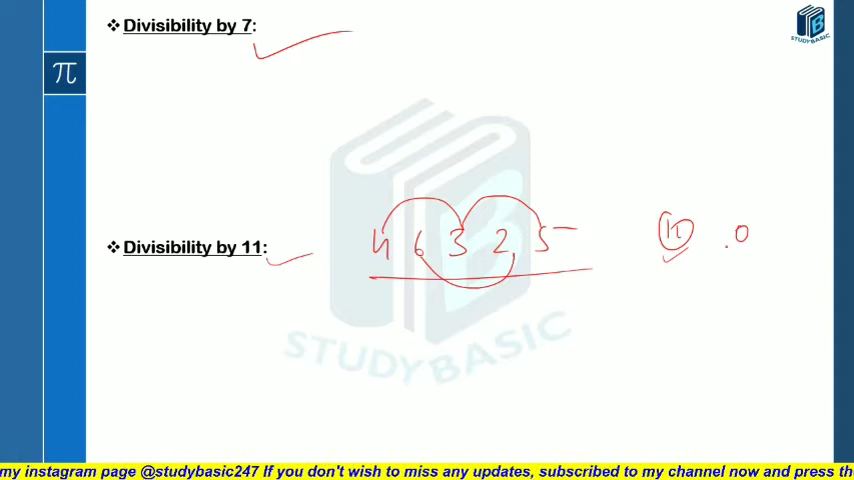 ❖ Divisibility by 7:
STUDYBASIC
π
4 6 3 2 5
11 . 0
❖ Divisibility by 11:
STUDYBASIC
my instagram page @studybasic247 If you don't wish to miss any updates, subscribed to my channel now and press the